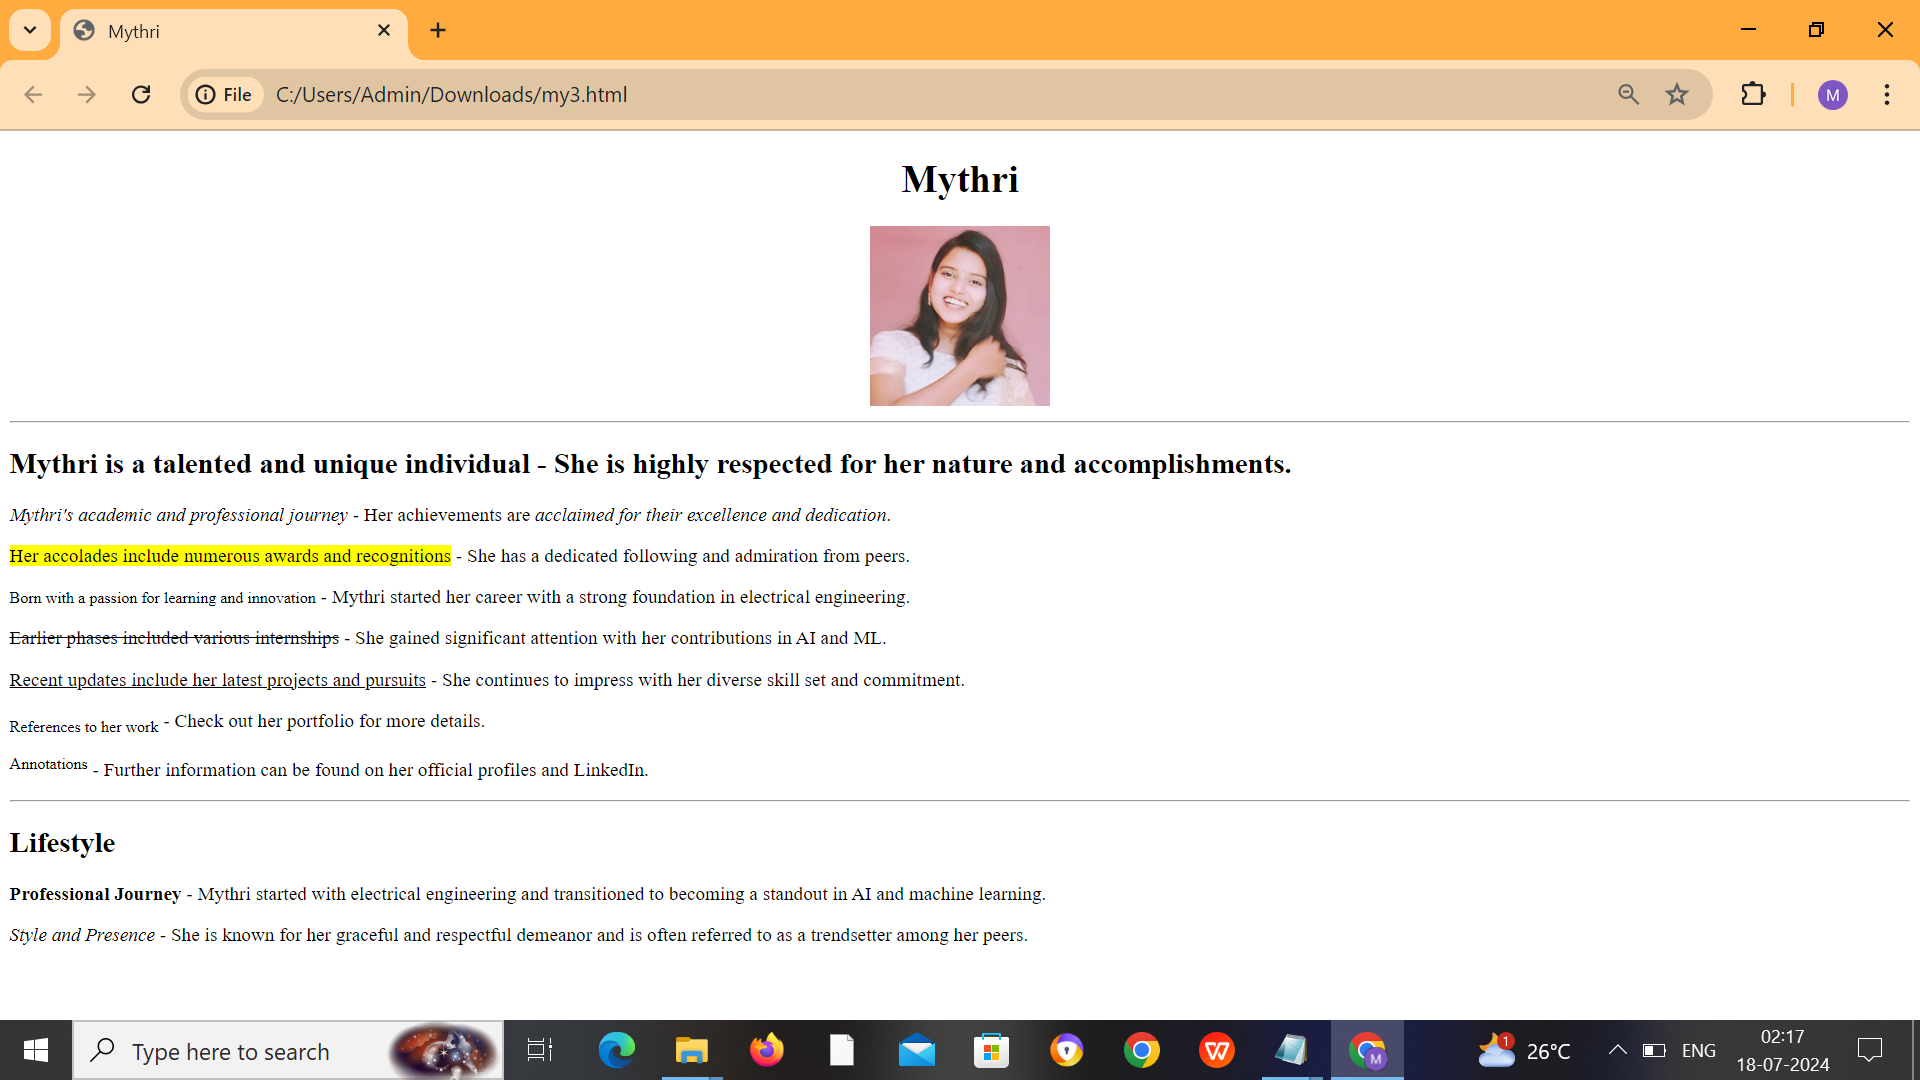 Mythri
File
C:/Users/Admin/Downloads/my3.html
M
Mythri
Mythri is a talented and unique individual - She is highly respected for her nature and accomplishments.
Mythri's academic and professional journey - Her achievements are acclaimed for their excellence and dedication.
Her accolades include numerous awards and recognitions - She has a dedicated following and admiration from peers.
Born with a passion for learning and innovation - Mythri started her career with a strong foundation in electrical engineering.
Earlier phases included various internships - She gained significant attention with her contributions in AI and ML.
Recent updates include her latest projects and pursuits - She continues to impress with her diverse skill set and commitment.
References to her work - Check out her portfolio for more details.
Annotations - Further information can be found on her official profiles and LinkedIn.
Lifestyle
Professional Journey - Mythri started with electrical engineering and transitioned to becoming a standout in AI and machine learning.
Style and Presence - She is known for her graceful and respectful demeanor and is often referred to as a trendsetter among her peers.
Type here to search
W
M
1
26°C
ENG
02:17
18-07-2024